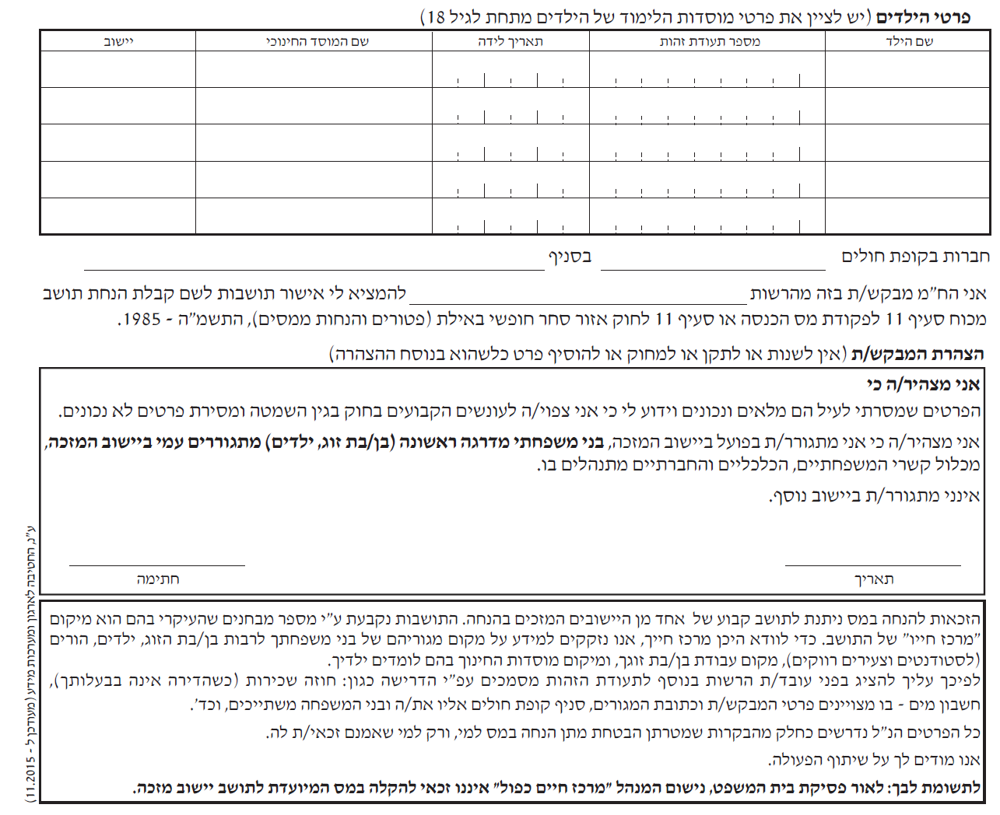 פרטי הילדים (יש לציין את פרטי מוסדות הלימוד של הילדים מתחת לגיל 18)
שם הילד מספר תעודת זהות תאריך לידה שם המוסד החינוכי יישוב
חברות בקופת חולים בסניף
אני הח"מ מבקש/ת בזה מהרשות להמציא לי אישור תושבות לשם קבלת הנחת תושב
מכוח סעיף 11 לפקודת מס הכנסה או סעיף 11 לחוק אזור סחר חופשי באילת (פטורים והנחות ממסים), התשמ"ה - 1985.
הצהרת המבקש/ת (אין לשנות או לתקן או למחוק או להוסיף פרט כלשהוא בנוסח ההצהרה)
אני מצהיר/ה כי
הפרטים שמסרתי לעיל הם מלאים ונכונים וידוע לי כי אני צפוי/ה לעונשים הקבועים בחוק בגין השמטה ומסירת פרטים לא נכונים.
אני מצהיר/ה כי אני מתגורר/ת בפועל ביישוב המזכה, בני משפחתי מדרגה ראשונה (בן/בת זוג, ילדים) מתגוררים עמי ביישוב המזכה,
מכלול קשרי המשפחתיים, הכלכליים והחברתיים מתנהלים בו.
אינני מתגורר/ת ביישוב נוסף.
תאריך חתימה
הזכאות להנחה במס ניתנת לתושב קבוע של אחד מן היישובים המזכים בהנחה. התושבות נקבעת ע"י מספר מבחנים שהעיקרי בהם הוא מיקום
"מרכז חייו" של התושב. כדי לוודא היכן מרכז חייך, אנו נזקקים למידע על מקום מגוריהם של בני משפחתך לרבות בן/בת הזוג, ילדים, הורים
(לסטודנטים וצעירים רווקים), מקום עבודת בן/בת זוגך, ומיקום מוסדות החינוך בהם לומדים ילדיך.
לפיכך עליך להציג בפני עובד/ת הרשות בנוסף לתעודת הזהות מסמכים עפ"י הדרישה כגון: חוזה שכירות (כשהדירה אינה בבעלותך),
חשבון מים - בו מצויינים פרטי המבקש/ת וכתובת המגורים, סניף קופת חולים אליו את/ה ובני המשפחה משתייכים, וכד'.
כל הפרטים הנ"ל נדרשים כחלק מהבקרות שמטרתן הבטחת מתן הנחה במס למי, ורק למי שאמנם זכאי/ת לה.
אנו מודים לך על שיתוף הפעולה.
לתשומת לבך: לאור פסיקת בית המשפט, נישום המנהל "מרכז חיים כפול" איננו זכאי להקלה במס המיועדת לתושב יישוב מזכה.
ע"נ, החטיבה לארגון ומערכות מידע (מעודכן ל - 11.2015)